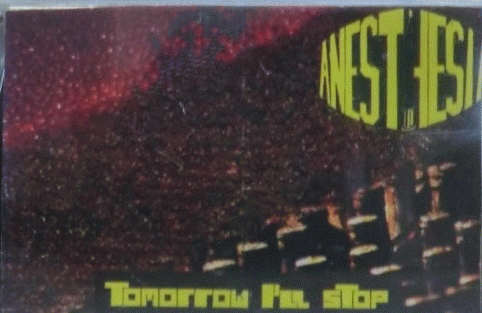 ANESTHESIA
Tomorrow I'll stop